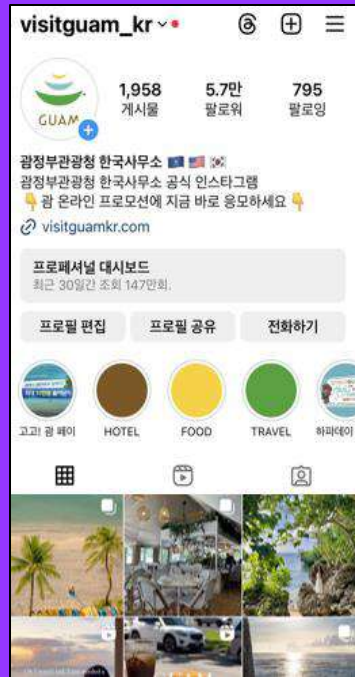 visitguam_kr
1,958 5.7만 795
게시물 팔로워 팔로잉
GUAM
괌정부관광청 한국사무소
괌정부관광청 한국사무소 공식 인스타그램
👇괌 온라인 프로모션에 지금 바로 응모하세요👇
visitguamkr.com
프로페셔널 대시보드
최근 30일간 조회 147만회.
프로필 편집 프로필 공유 전화하기
고고! 괌 페이 HOTEL FOOD TRAVEL 하파데이